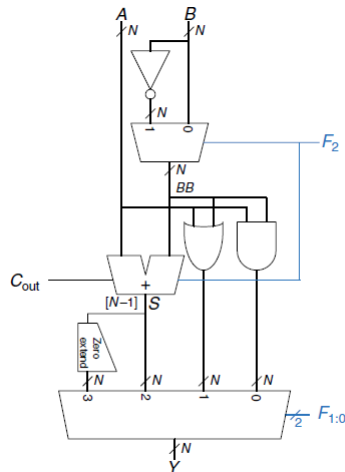 A B
N N
N
1 0
F2
N
BB
Cout
+
[N–1] S
Zero extend
N N N N
3 2 1 0
2 F1:0
N
Y